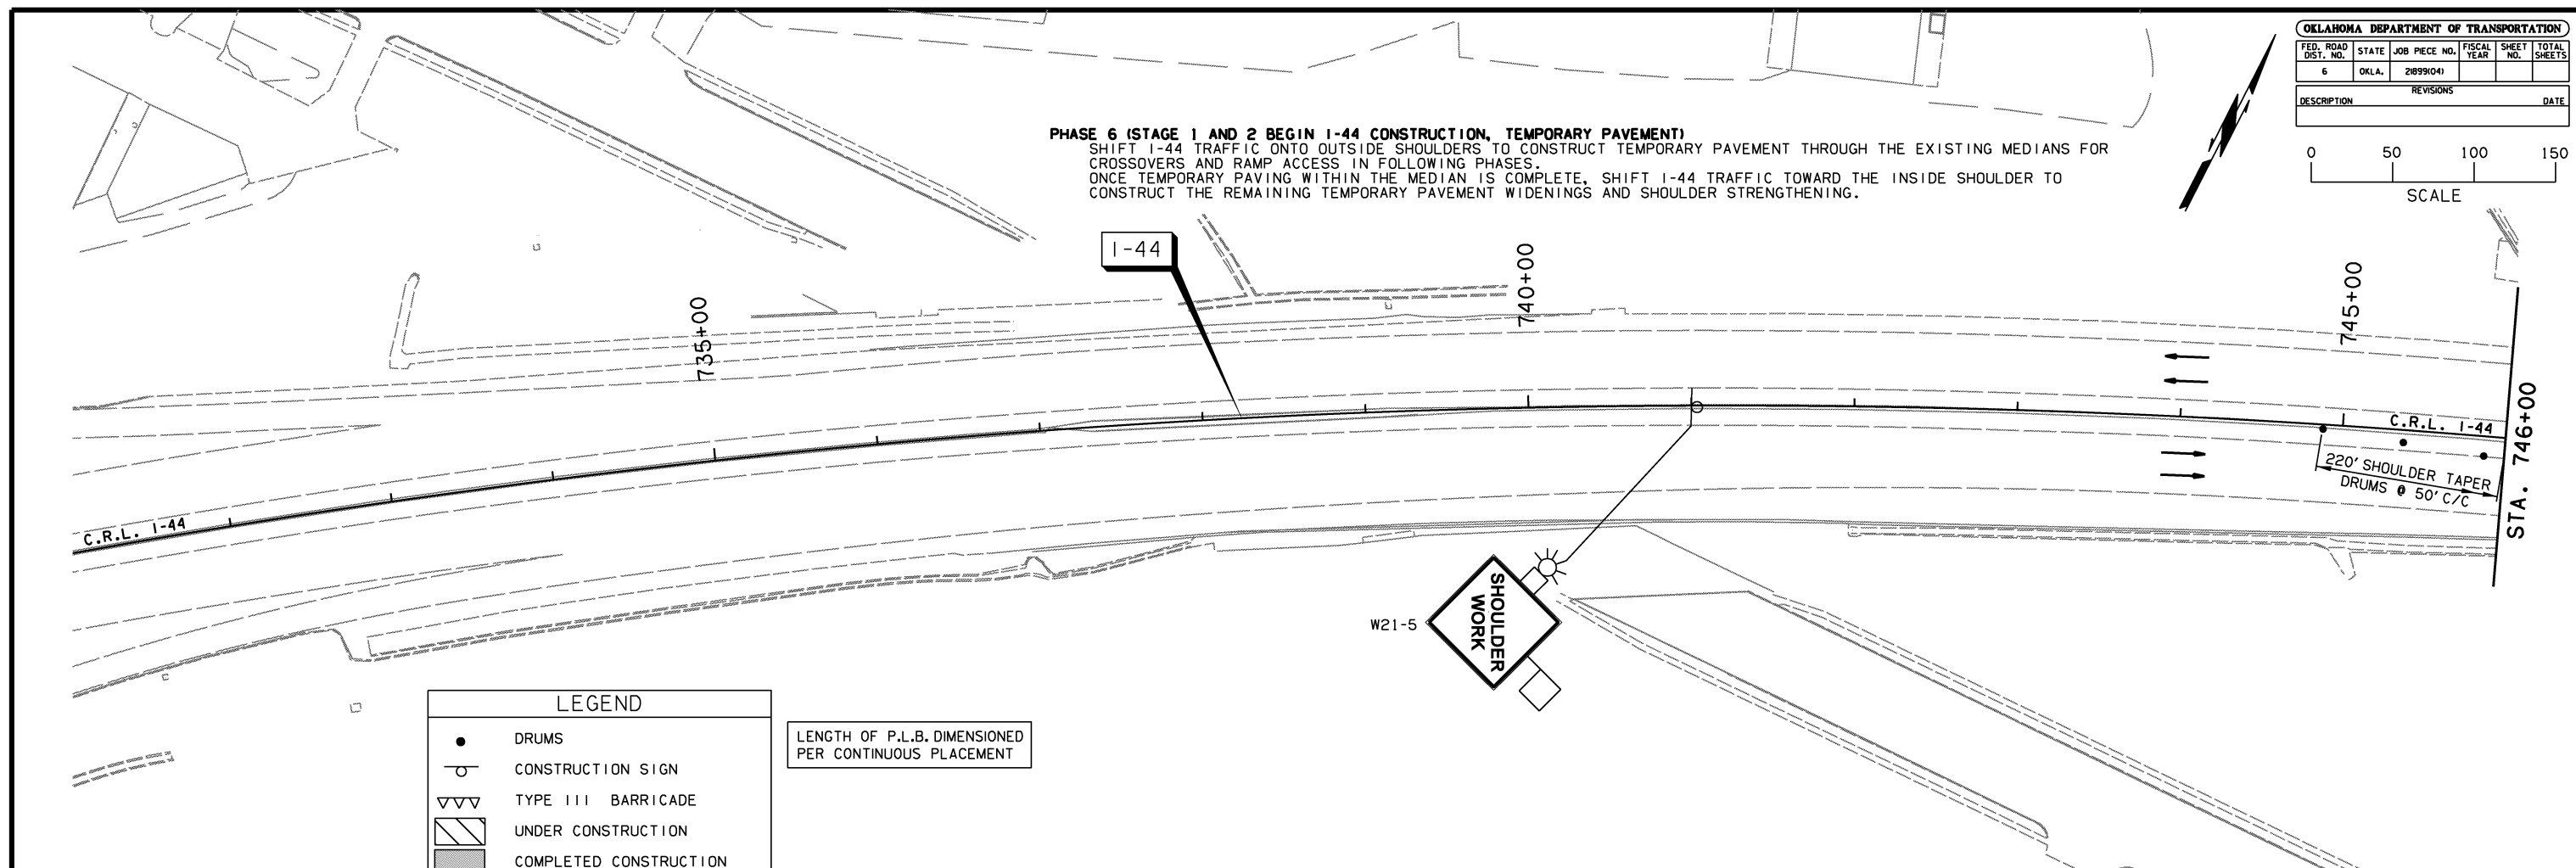 OKLAHOMA DEPARTMENT OF TRANSPORTATION
FED. ROAD DIST. NO. STATE JOB PIECE NO. FISCAL YEAR SHEET NO. TOTAL SHEETS
6 OKLA. 21899(04)
REVISIONS
DESCRIPTION DATE
0 50 100 150
SCALE
PHASE 6 (STAGE 1 AND 2 BEGIN I-44 CONSTRUCTION, TEMPORARY PAVEMENT)
SHIFT I-44 TRAFFIC ONTO OUTSIDE SHOULDERS TO CONSTRUCT TEMPORARY PAVEMENT THROUGH THE EXISTING MEDIANS FOR
CROSSOVERS AND RAMP ACCESS IN FOLLOWING PHASES.
ONCE TEMPORARY PAVING WITHIN THE MEDIAN IS COMPLETE, SHIFT I-44 TRAFFIC TOWARD THE INSIDE SHOULDER TO
CONSTRUCT THE REMAINING TEMPORARY PAVEMENT WIDENINGS AND SHOULDER STRENGTHENING.
I-44
735+00
740+00
745+00
C.R.L. I-44
C.R.L. I-44
220' SHOULDER TAPER
DRUMS @ 50' C/C
STA. 746+00
W21-5
SHOULDER
WORK
LEGEND
DRUMS
CONSTRUCTION SIGN
TYPE III BARRICADE
UNDER CONSTRUCTION
COMPLETED CONSTRUCTION
LENGTH OF P.L.B. DIMENSIONED
PER CONTINUOUS PLACEMENT